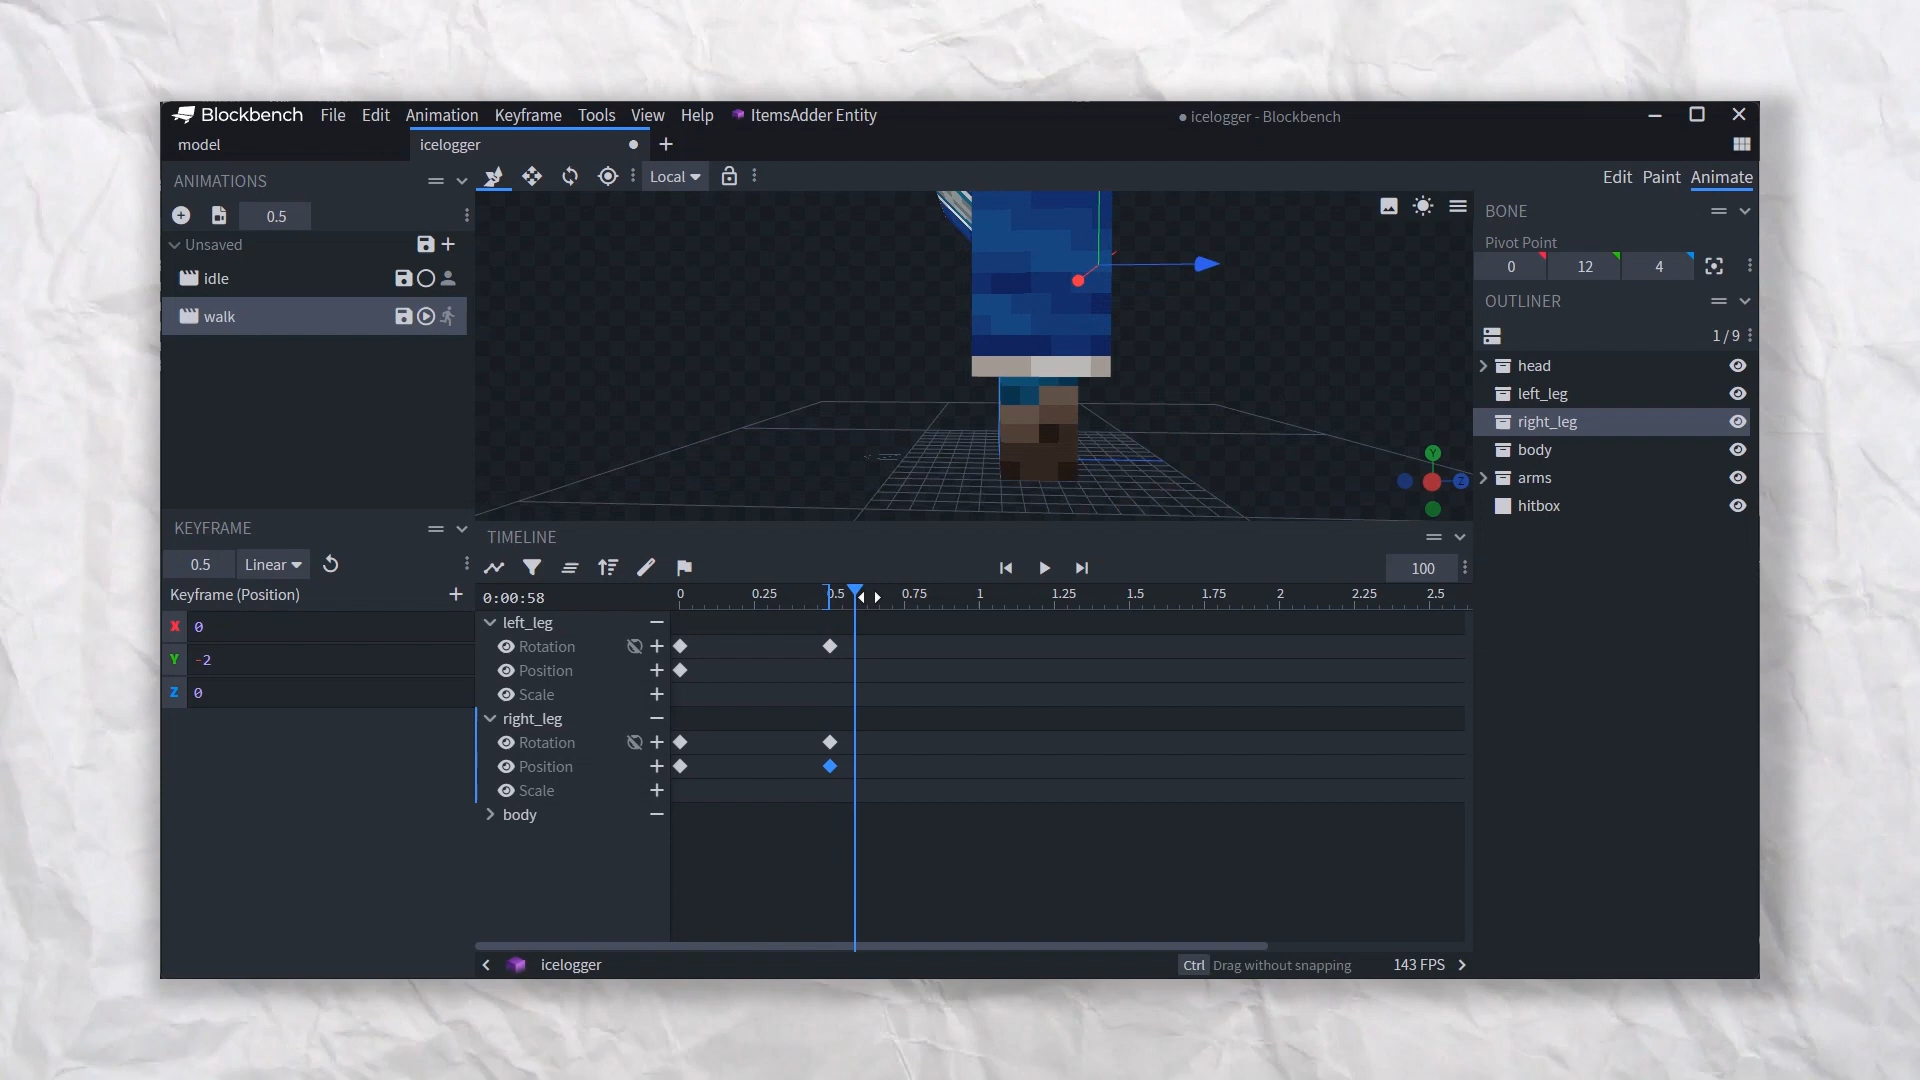 Blockbench File Edit Animation Keyframe Tools View Help ItemsAdder Entity icelogger - Blockbench
model icelogger
ANIMATIONS Local Edit Paint Animate
0.5
Unsaved
idle
walk
BONE
Pivot Point
0 12 4
OUTLINER
1 / 9
head
left_leg
right_leg
body
arms
hitbox
Y
Z
KEYFRAME
0.5 Linear
Keyframe (Position)
X 0
Y -2
Z 0
TIMELINE
100
0:00:58 0 0.25 0.5 0.75 1 1.25 1.5 1.75 2 2.25 2.5
left_leg
Rotation
Position
Scale
right_leg
Rotation
Position
Scale
body
icelogger Ctrl Drag without snapping 143 FPS